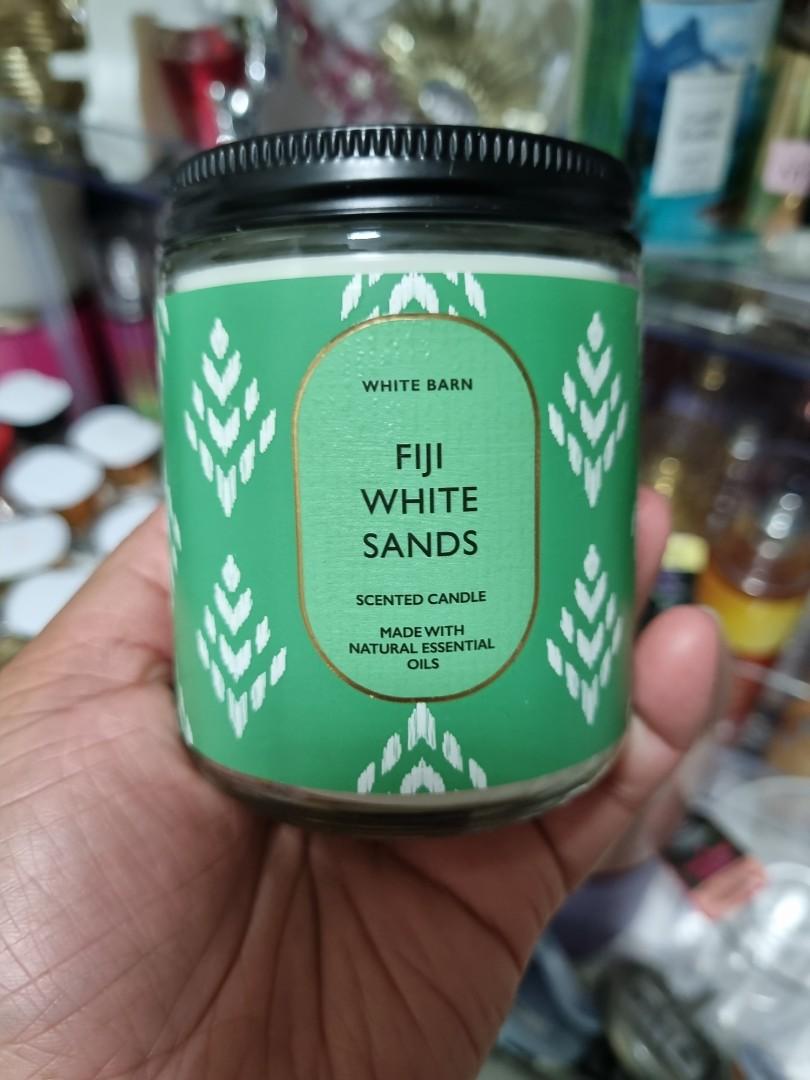 WHITE BARN
FIJI
WHITE
SANDS
SCENTED CANDLE
MADE WITH
NATURAL ESSENTIAL
OILS